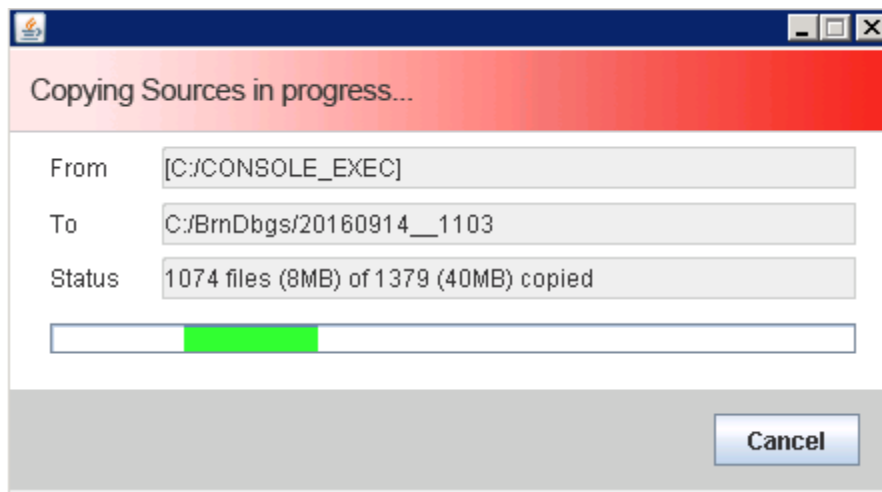 Copying Sources in progress...
From [C:/CONSOLE_EXEC]
To C:/BrnDbgs/20160914__1103
Status 1074 files (8MB) of 1379 (40MB) copied
Cancel